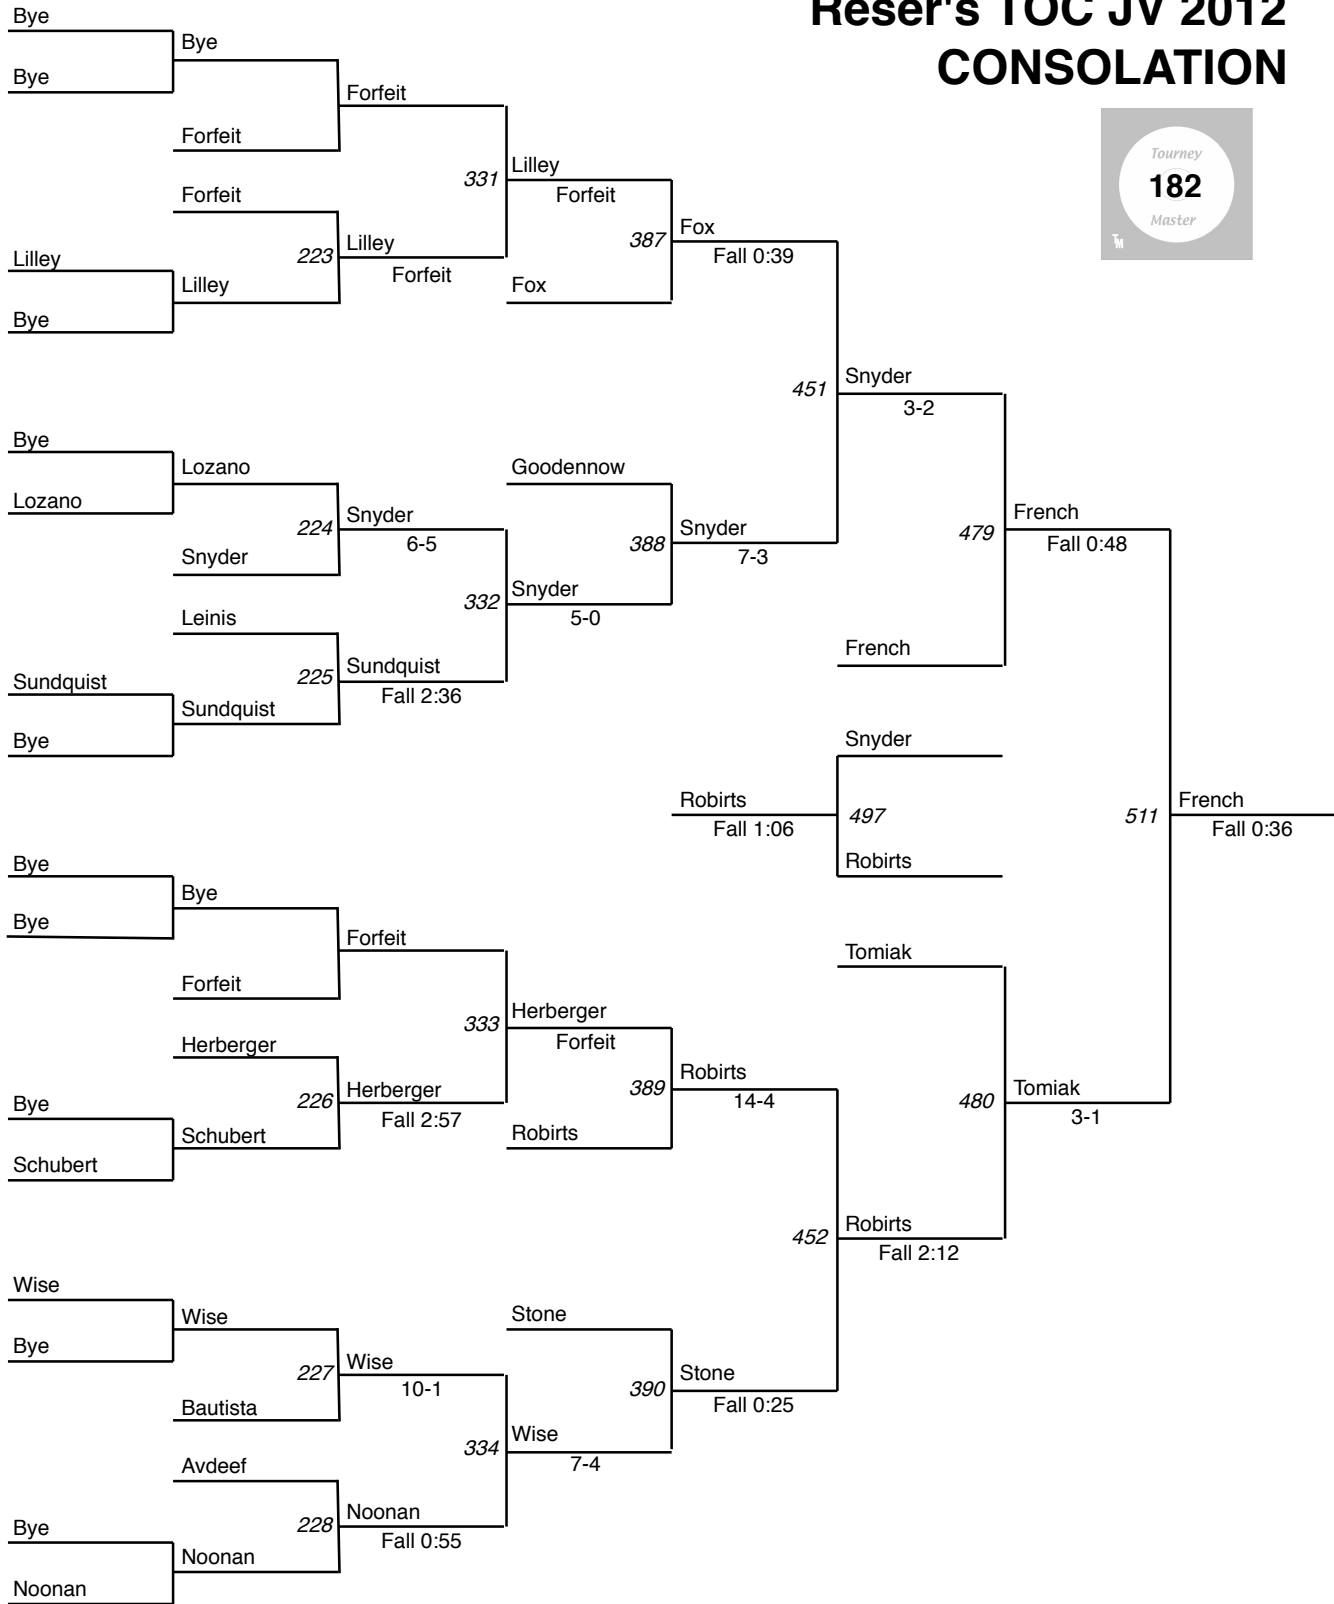 Reser's TOC JV 2012
CONSOLATION
Tourney
182
Master
TM
Bye
Bye
Bye
Forfeit
Forfeit
Forfeit
331
Lilley
Forfeit
223
Lilley
Forfeit
Lilley
Lilley
Bye
387
Fox
Fall 0:39
Fox
451
Snyder
3-2
Bye
Lozano
Lozano
Goodennow
224
Snyder
6-5
Snyder
388
Snyder
7-3
332
Snyder
5-0
Leinis
225
Sundquist
Fall 2:36
Sundquist
Sundquist
Bye
479
French
Fall 0:48
French
Snyder
Robirts
Fall 1:06
497
Robirts
511
French
Fall 0:36
Bye
Bye
Bye
Forfeit
Forfeit
Tomiak
333
Herberger
Forfeit
Herberger
226
Herberger
Fall 2:57
389
Robirts
14-4
Bye
Schubert
Schubert
Robirts
480
Tomiak
3-1
452
Robirts
Fall 2:12
Wise
Wise
Bye
Stone
227
Wise
10-1
390
Stone
Fall 0:25
Bautista
334
Wise
7-4
Avdeef
228
Noonan
Fall 0:55
Bye
Noonan
Noonan